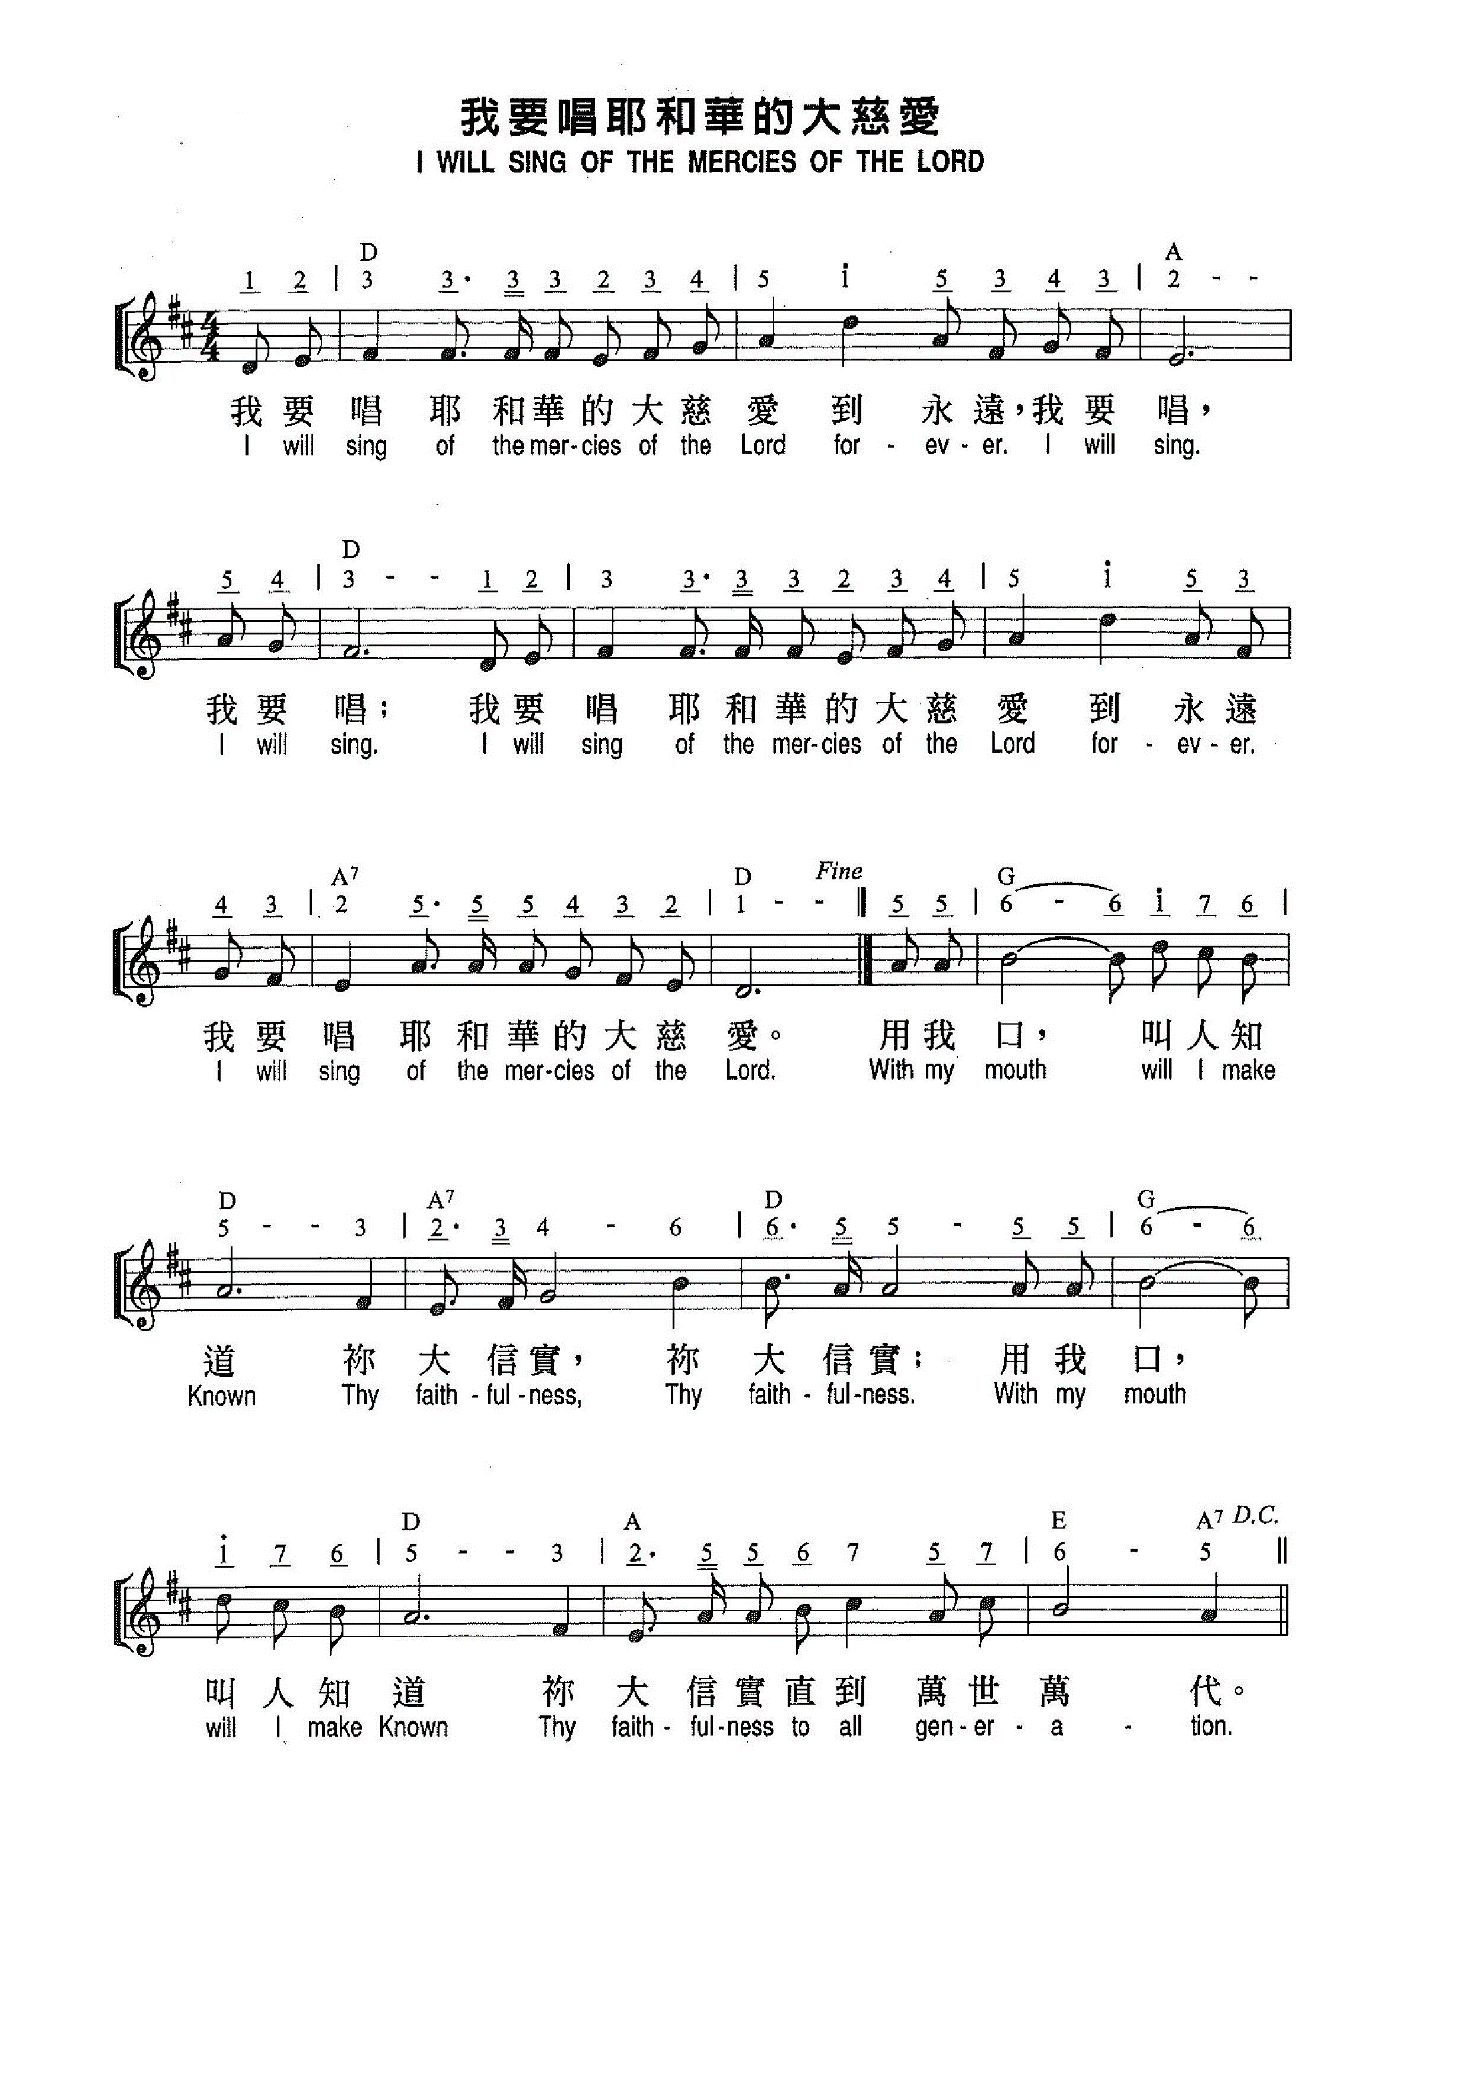 我要唱耶和華的大慈愛
I WILL SING OF THE MERCIES OF THE LORD
D A
1 2 | 3 3· 3 3 2 3 4 | 5 i 5 3 4 3 | 2 - -
4/4
我要唱耶和華的大慈愛到永遠,我要唱,
I will sing of the mer-cies of the Lord for - ev - er. I will sing.
D
5 4 | 3 - - 1 2 | 3 3· 3 3 2 3 4 | 5 i 5 3
我要唱;我要唱耶和華的大慈愛到永遠
I will sing. I will sing of the mer-cies of the Lord for - ev - er.
A7 D Fine G
4 3 | 2 5· 5 5 4 3 2 | 1 - - || 5 5 | 6 - 6 i 7 6 |
我要唱耶和華的大慈愛。用我口,叫人知
I will sing of the mer-cies of the Lord. With my mouth will I make
D A7 D G
5 - - 3 | 2· 3 4 - 6 | 6· 5 5 - 5 5 | 6 - 6
道祢大信實,祢大信實;用我口,
Known Thy faith - ful - ness, Thy faith - ful - ness. With my mouth
D A E A7 D.C.
i 7 6 | 5 - - 3 | 2· 5 5 6 7 5 7 | 6 - 5 ||
叫人知道祢大信實直到萬世萬代。
will I make Known Thy faith - ful - ness to all gen - er - a - tion.